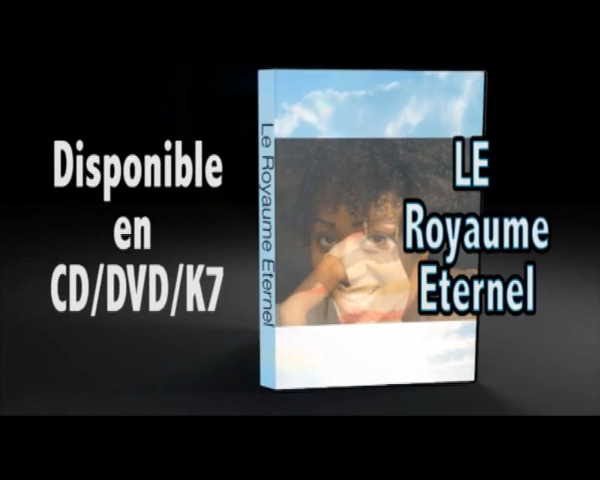 Disponible
en
CD/DVD/K7
Le Royaume Eternel
LE
Royaume
Eternel